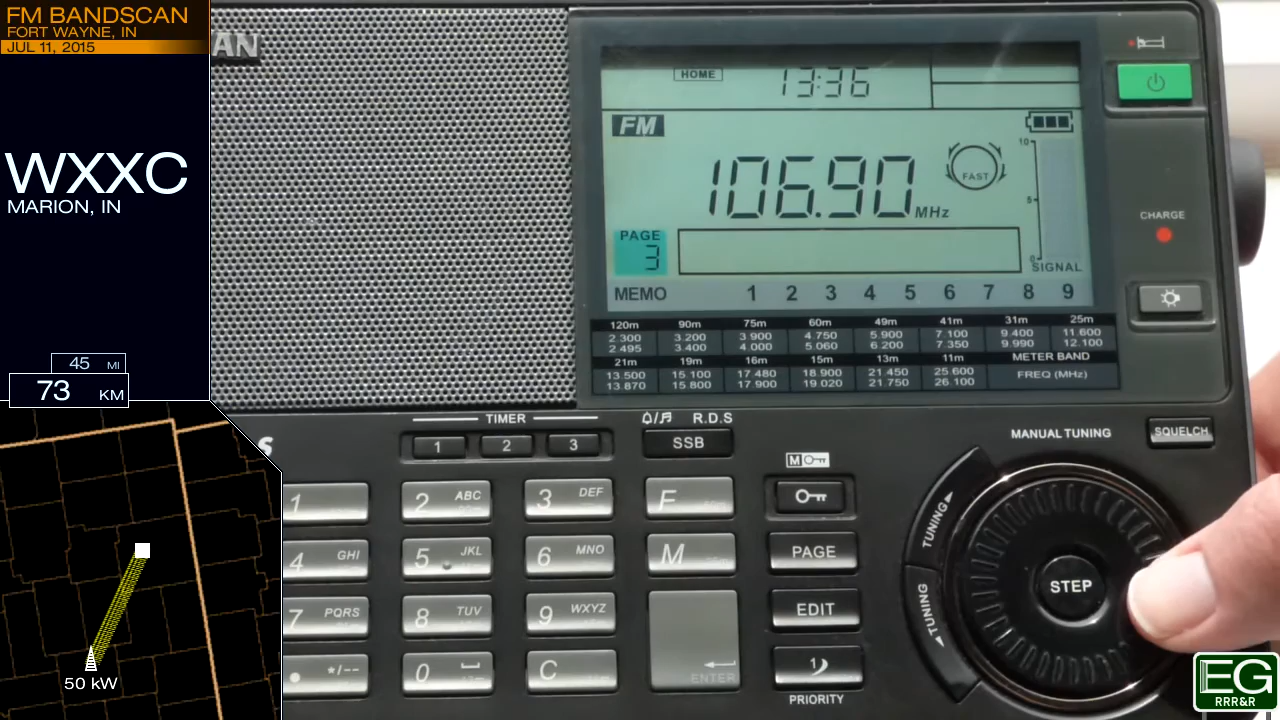 FM BANDSCAN
FORT WAYNE, IN
JUL 11, 2015
WXXC
MARION, IN
45 MI
73 KM
50 kW
AN
HOME
13:36
FM
106.90 MHz
FAST
10
5
0
SIGNAL
PAGE
3
MEMO 1 2 3 4 5 6 7 8 9
120m 90m 75m 60m 49m 41m 31m 25m
2.300 3.200 3.900 4.750 5.900 7.100 9.400 11.600
2.495 3.400 4.000 5.060 6.200 7.350 9.990 12.100
21m 19m 16m 15m 13m 11m METER BAND
13.500 15.100 17.480 18.900 21.450 25.600 FREQ (MHz)
13.870 15.800 17.900 19.020 21.750 26.100
CHARGE
S
TIMER
1 2 3
R.D.S
SSB
MANUAL TUNING
SQUELCH
M
1
2 ABC
3 DEF
F
4 GHI
5 JKL
6 MNO
M
PAGE
7 PQRS
8 TUV
9 WXYZ
EDIT
• */--
0
C
ENTER
1
PRIORITY
TUNING
TUNING
STEP
EG
RRR&R